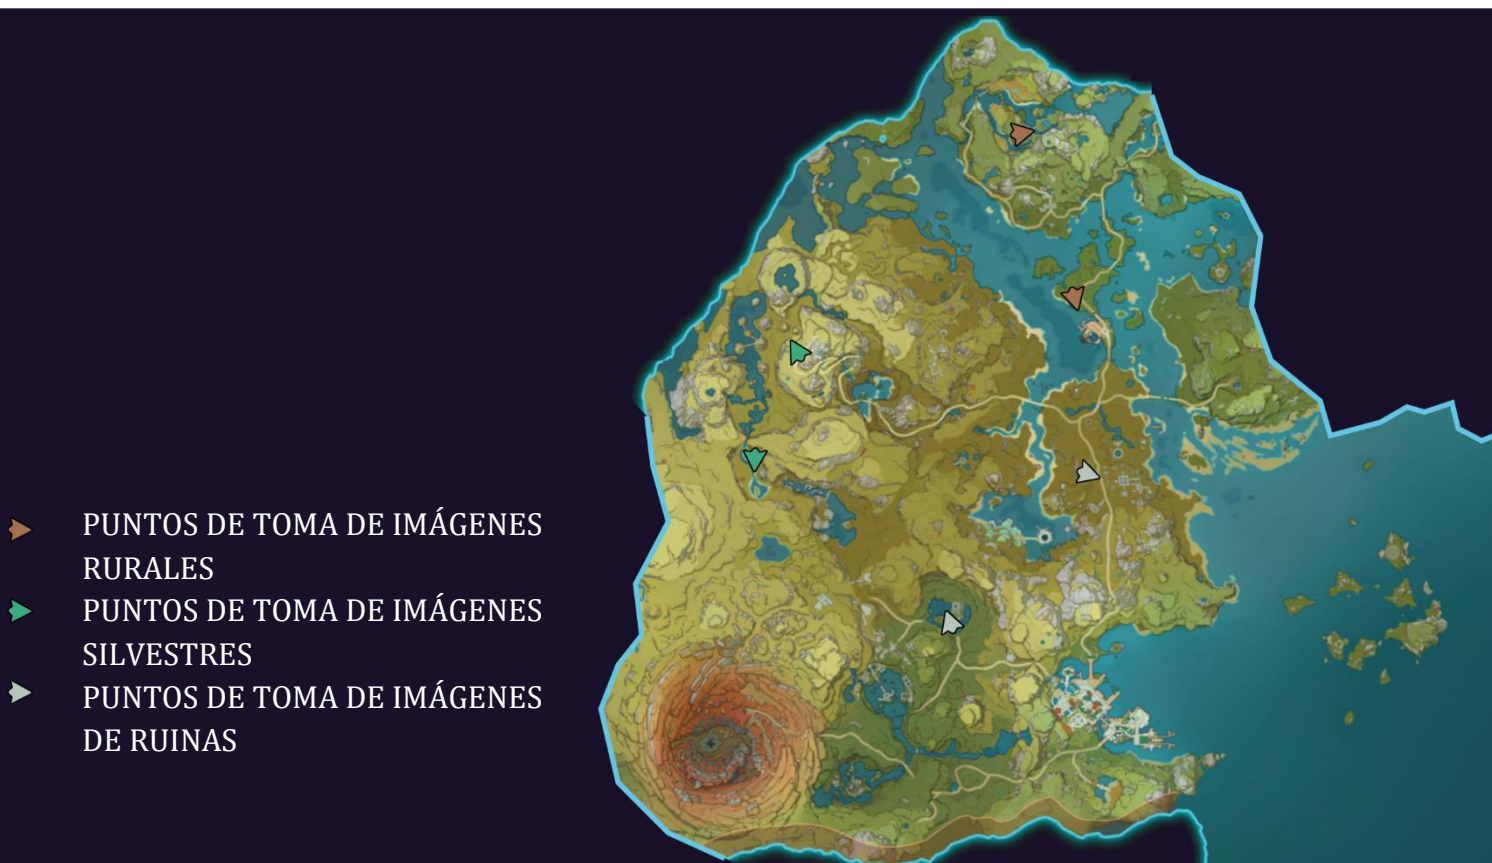 PUNTOS DE TOMA DE IMÁGENES
RURALES
PUNTOS DE TOMA DE IMÁGENES
SILVESTRES
PUNTOS DE TOMA DE IMÁGENES
DE RUINAS